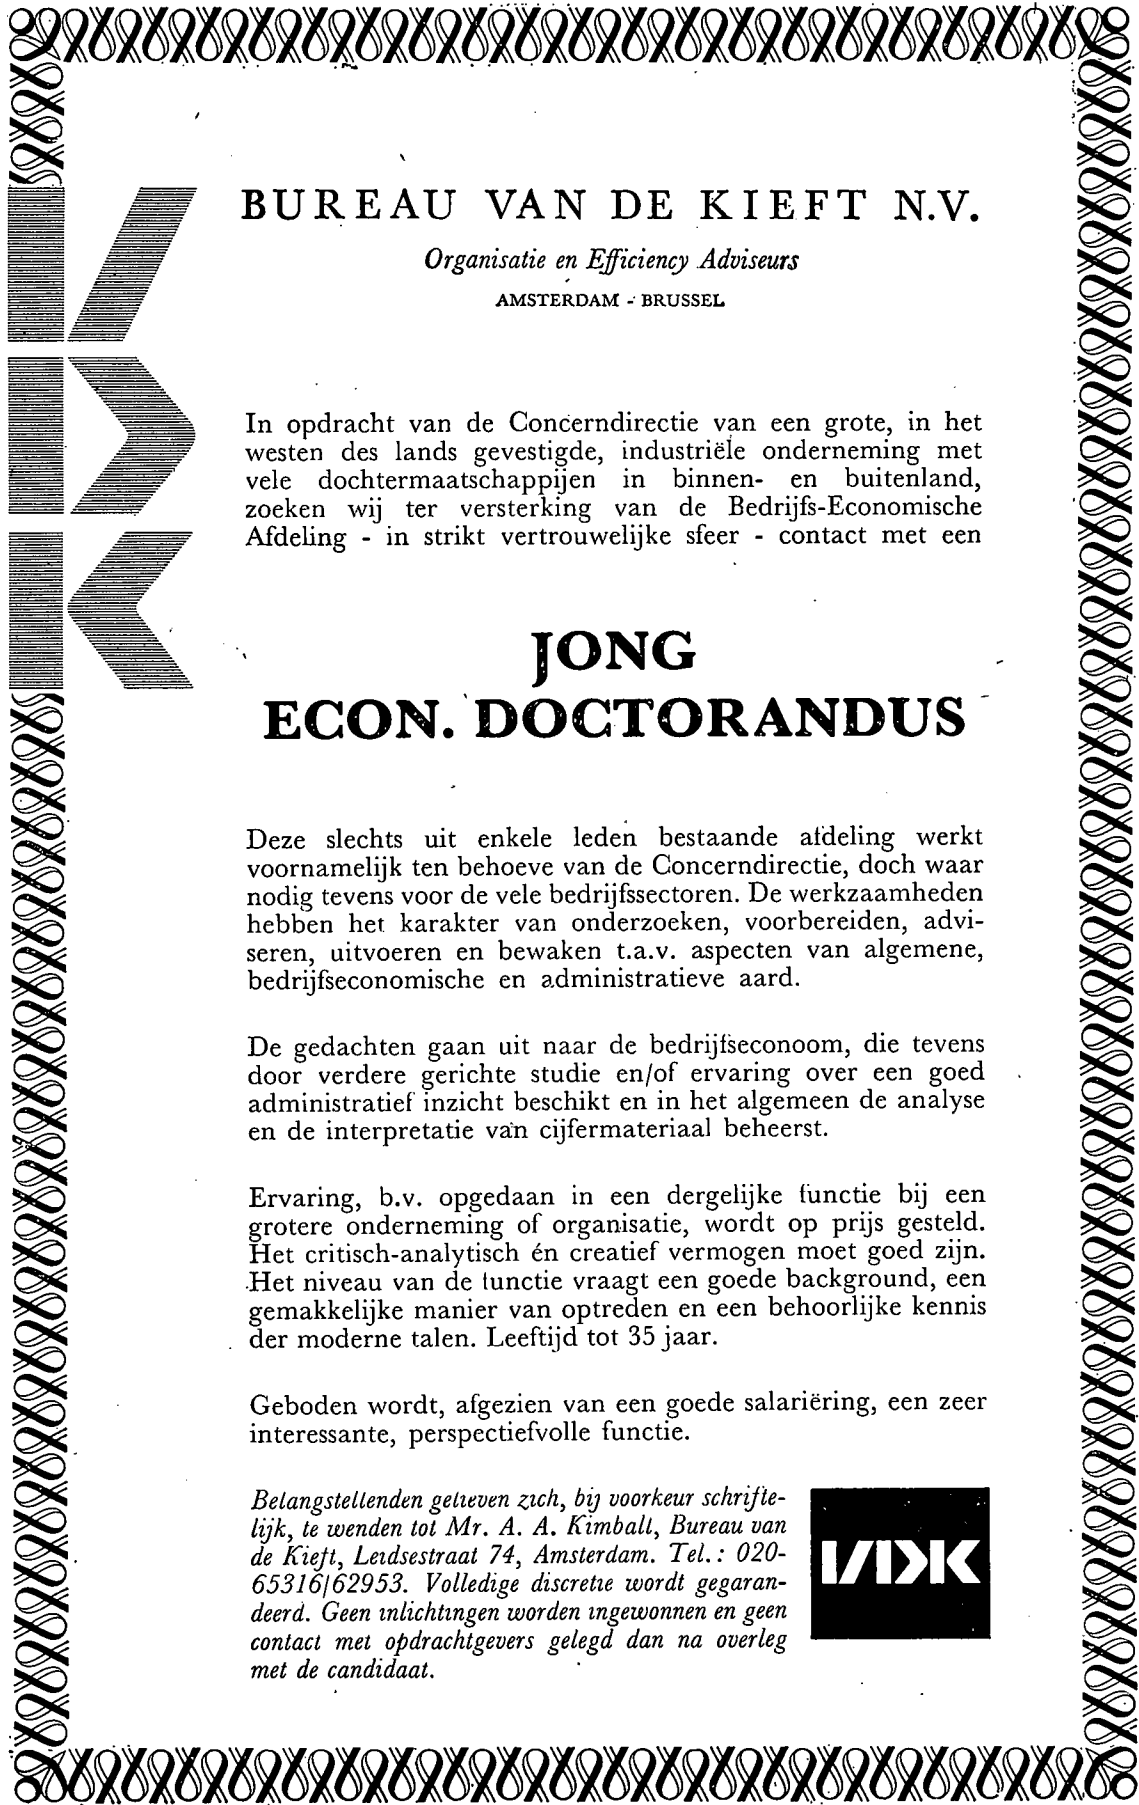 BUREAU VAN DE KIEFT N.V.
Organisatie en Efficiency Adviseurs
AMSTERDAM - BRUSSEL
VDK
In opdracht van de Concerndirectie van een grote, in het
westen des lands gevestigde, industriële onderneming met
vele dochtermaatschappijen in binnen- en buitenland,
zoeken wij ter versterking van de Bedrijfs-Economische
Afdeling - in strikt vertrouwelijke sfeer - contact met een
JONG
ECON. DOCTORANDUS
Deze slechts uit enkele leden bestaande afdeling werkt
voornamelijk ten behoeve van de Concerndirectie, doch waar
nodig tevens voor de vele bedrijfssectoren. De werkzaamheden
hebben het karakter van onderzoeken, voorbereiden, advi-
seren, uitvoeren en bewaken t.a.v. aspecten van algemene,
bedrijfseconomische en administratieve aard.
De gedachten gaan uit naar de bedrijfseconoom, die tevens
door verdere gerichte studie en/of ervaring over een goed
administratief inzicht beschikt en in het algemeen de analyse
en de interpretatie van cijfermateriaal beheerst.
Ervaring, b.v. opgedaan in een dergelijke functie bij een
grotere onderneming of organisatie, wordt op prijs gesteld.
Het critisch-analytisch én creatief vermogen moet goed zijn.
Het niveau van de functie vraagt een goede background, een
gemakkelijke manier van optreden en een behoorlijke kennis
der moderne talen. Leeftijd tot 35 jaar.
Geboden wordt, afgezien van een goede salariëring, een zeer
interessante, perspectiefvolle functie.
Belangstellenden gelieven zich, bij voorkeur schrifte-
lijk, te wenden tot Mr. A. A. Kimball, Bureau van
de Kieft, Leidsestraat 74, Amsterdam. Tel.: 020-
65316/62953. Volledige discretie wordt gegaran-
deerd. Geen inlichtingen worden ingewonnen en geen
contact met opdrachtgevers gelegd dan na overleg
met de candidaat.
VDK